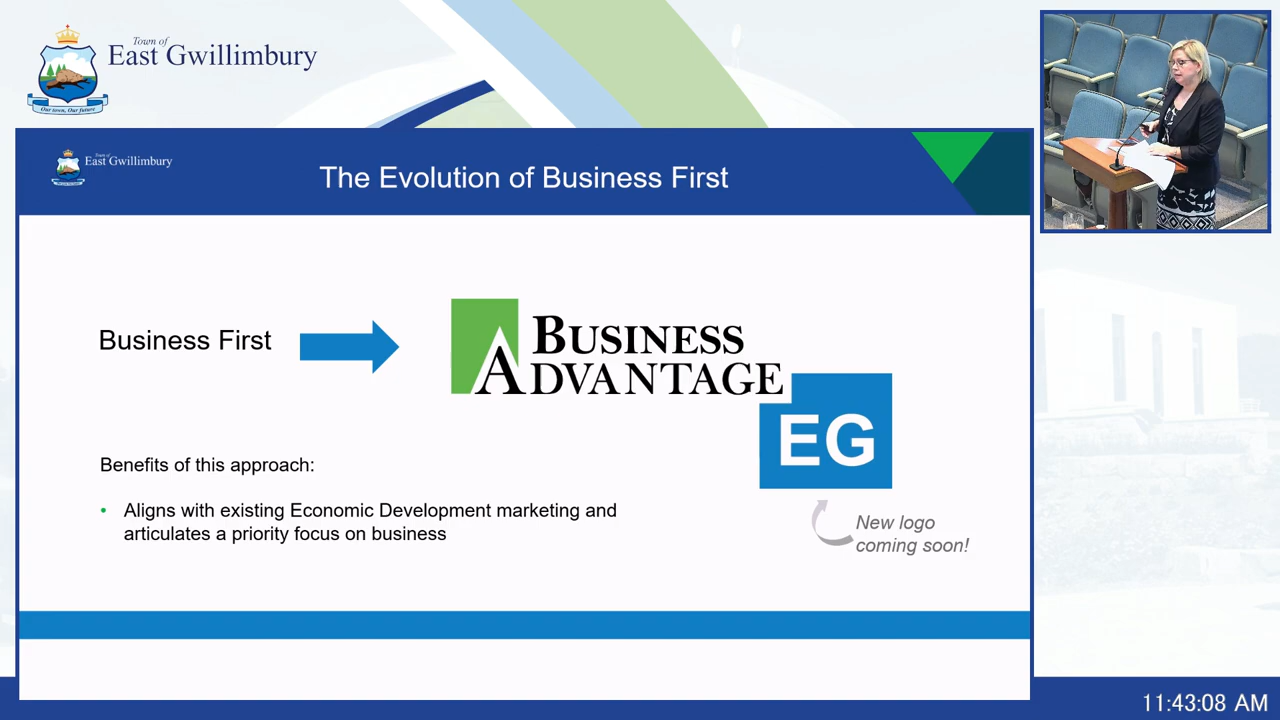 Town of
East Gwillimbury
Our town, Our future
Town of
East Gwillimbury
The Evolution of Business First
Business First
BUSINESS
ADVANTAGE
EG
Benefits of this approach:
• Aligns with existing Economic Development marketing and
articulates a priority focus on business
New logo
coming soon!
11:43:08 AM